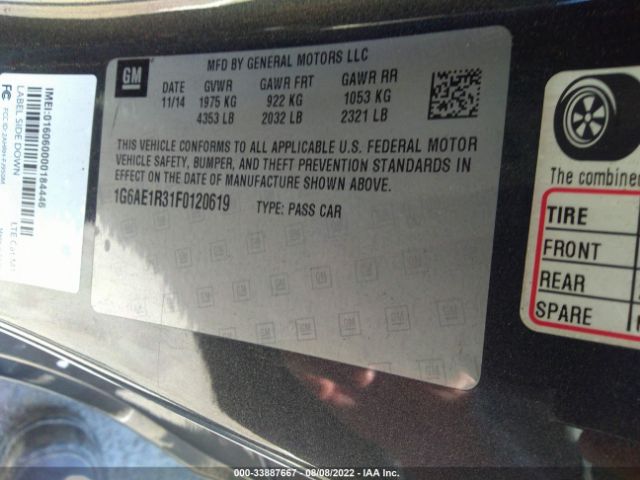 GM
MFD BY GENERAL MOTORS LLC
DATE GVWR GAWR FRT GAWR RR
11/14 1975 KG 922 KG 1053 KG
4353 LB 2032 LB 2321 LB
THIS VEHICLE CONFORMS TO ALL APPLICABLE U.S. FEDERAL MOTOR
VEHICLE SAFETY, BUMPER, AND THEFT PREVENTION STANDARDS IN
EFFECT ON THE DATE OF MANUFACTURE SHOWN ABOVE.
1G6AE1R31F0120619 TYPE: PASS CAR
IMEI:016060000184446
LABEL SIDE DOWN
The combined
TIRE
FRONT
REAR
SPARE
000-33887667 - 08/08/2022 - IAA Inc.